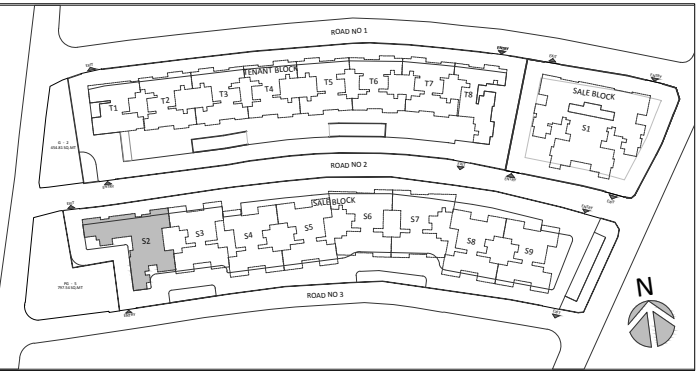 ROAD NO 1
TENANT BLOCK
T1
T2
T3
T4
T5
T6
T7
T8
SALE BLOCK
S1
ROAD NO 2
SALE BLOCK
S2
S3
S4
S5
S6
S7
S8
S9
ROAD NO 3
N